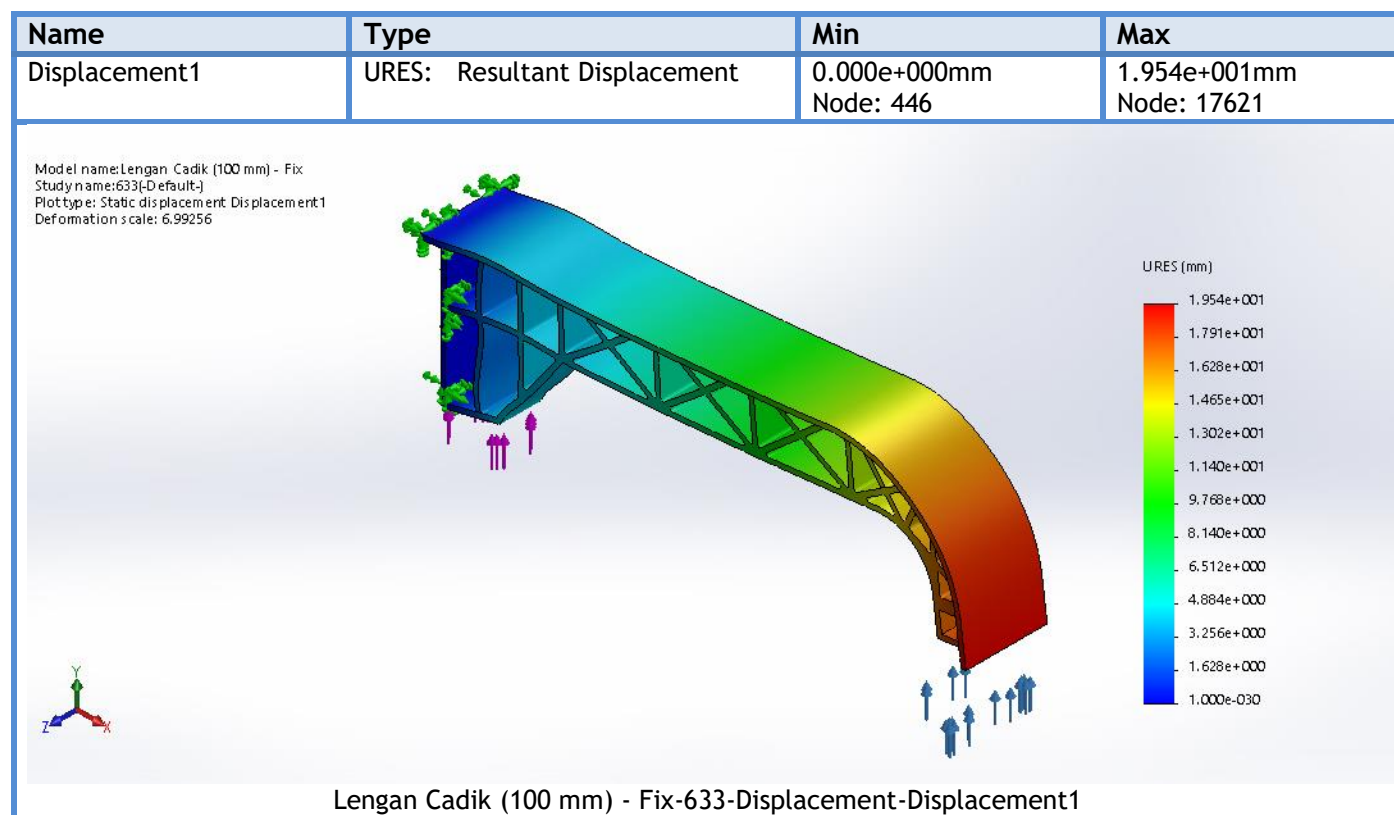 Name Type Min Max
Displacement1 URES: Resultant Displacement 0.000e+000mm 1.954e+001mm
Node: 446 Node: 17621
Model name:Lengan Cadik (100 mm) - Fix
Study name:633(-Default-)
Plot type: Static displacement Displacement1
Deformation scale: 6.99256
URES (mm)
1.954e+001
1.791e+001
1.628e+001
1.465e+001
1.302e+001
1.140e+001
9.768e+000
8.140e+000
6.512e+000
4.884e+000
3.256e+000
1.628e+000
1.000e-030
Y
Z X
Lengan Cadik (100 mm) - Fix-633-Displacement-Displacement1